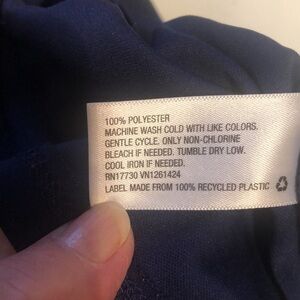 100% POLYESTER
MACHINE WASH COLD WITH LIKE COLORS.
GENTLE CYCLE. ONLY NON-CHLORINE
BLEACH IF NEEDED. TUMBLE DRY LOW.
COOL IRON IF NEEDED.
RN17730 VN1261424
LABEL MADE FROM 100% RECYCLED PLASTIC